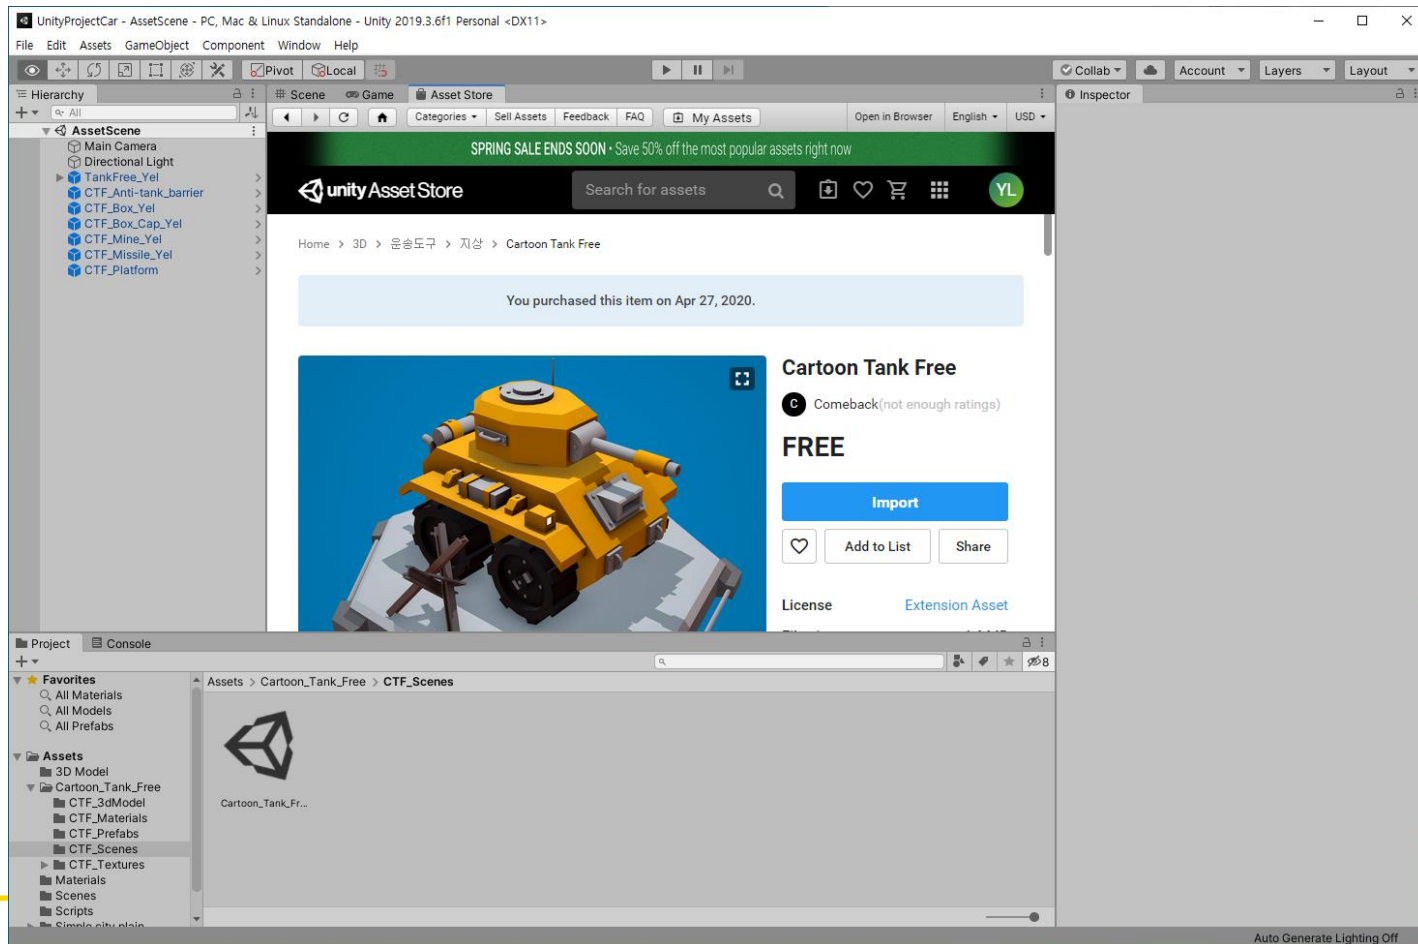 UnityProjectCar - AssetScene - PC, Mac & Linux Standalone - Unity 2019.3.6f1 Personal <DX11>
File Edit Assets GameObject Component Window Help
Pivot Local Collab Account Layers Layout
Hierarchy
All
AssetScene
Main Camera
Directional Light
TankFree_Yel
CTF_Anti-tank_barrier
CTF_Box_Yel
CTF_Box_Cap_Yel
CTF_Mine_Yel
CTF_Missile_Yel
CTF_Platform
Scene Game Asset Store
Categories Sell Assets Feedback FAQ My Assets Open in Browser English USD
SPRING SALE ENDS SOON • Save 50% off the most popular assets right now
unity Asset Store Search for assets YL
Home > 3D > 운송도구 > 지상 > Cartoon Tank Free
You purchased this item on Apr 27, 2020.
Cartoon Tank Free
C Comeback(not enough ratings)
FREE
Import
Add to List Share
License Extension Asset
Inspector
Project Console
8
Favorites
All Materials
All Models
All Prefabs
Assets
3D Model
Cartoon_Tank_Free
CTF_3dModel
CTF_Materials
CTF_Prefabs
CTF_Scenes
CTF_Textures
Materials
Scenes
Scripts
Simple city plain
Assets > Cartoon_Tank_Free > CTF_Scenes
Cartoon_Tank_Fr...
Auto Generate Lighting Off